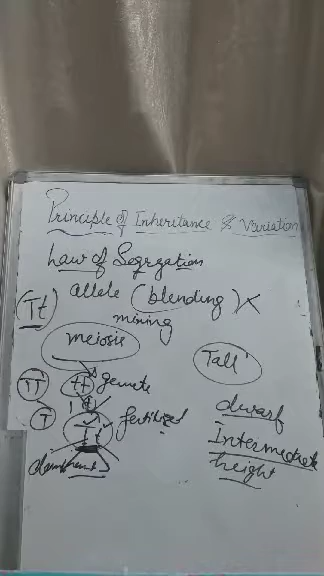 Principle of Inheritance & Variation
Law of Segregation
(Tt) allele (blending) X
mixing
meiosis
Tall
TT
tt gamete
T
Tt fertilized
dominant
dwarf
Intermediate
height